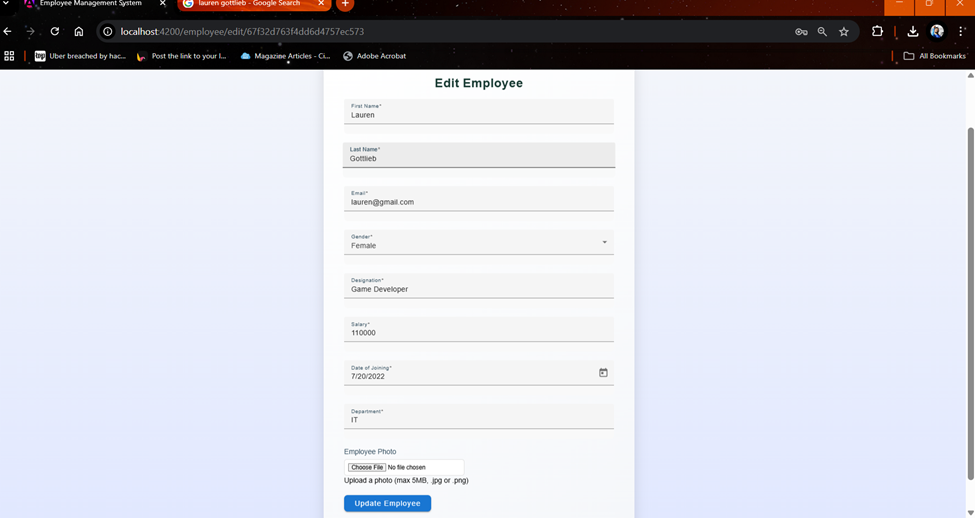 Employee Management System
lauren gottlieb - Google Search
localhost:4200/employee/edit/67f32d763f4dd6d4757ec573
Uber breached by hac...
Post the link to your l...
Magazine Articles - Ci...
Adobe Acrobat
All Bookmarks
Edit Employee
First Name*
Lauren
Last Name*
Gottlieb
Email*
lauren@gmail.com
Gender*
Female
Designation*
Game Developer
Salary*
110000
Date of Joining*
7/20/2022
Department*
IT
Employee Photo
Choose File No file chosen
Upload a photo (max 5MB, .jpg or .png)
Update Employee